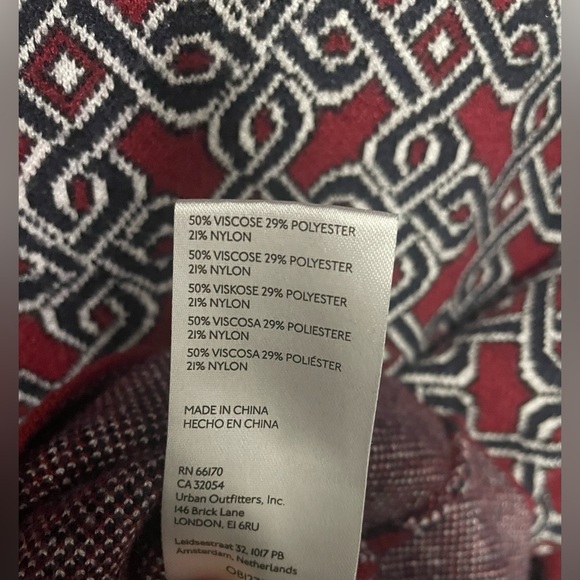 50% VISCOSE 29% POLYESTER
21% NYLON
50% VISCOSE 29% POLYESTER
21% NYLON
50% VISKOSE 29% POLYESTER
21% NYLON
50% VISCOSA 29% POLIESTERE
21% NYLON
50% VISCOSA 29% POLIÉSTER
21% NYLON
MADE IN CHINA
HECHO EN CHINA
RN 66170
CA 32054
Urban Outfitters, Inc.
146 Brick Lane
LONDON, E1 6RU
Leidsestraat 32, 1017 PB
Amsterdam, Netherlands